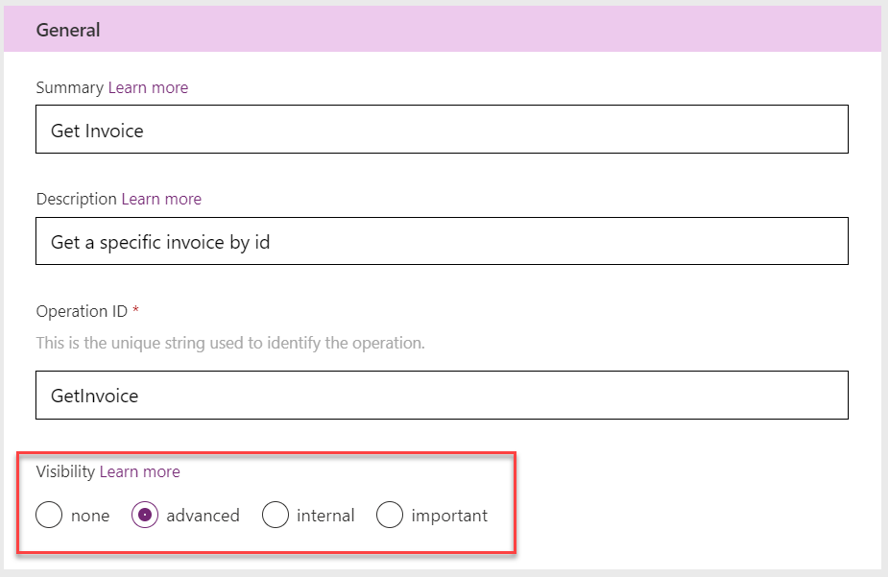 General
Summary Learn more
Get Invoice
Description Learn more
Get a specific invoice by id
Operation ID *
This is the unique string used to identify the operation.
GetInvoice
Visibility Learn more
none advanced internal important